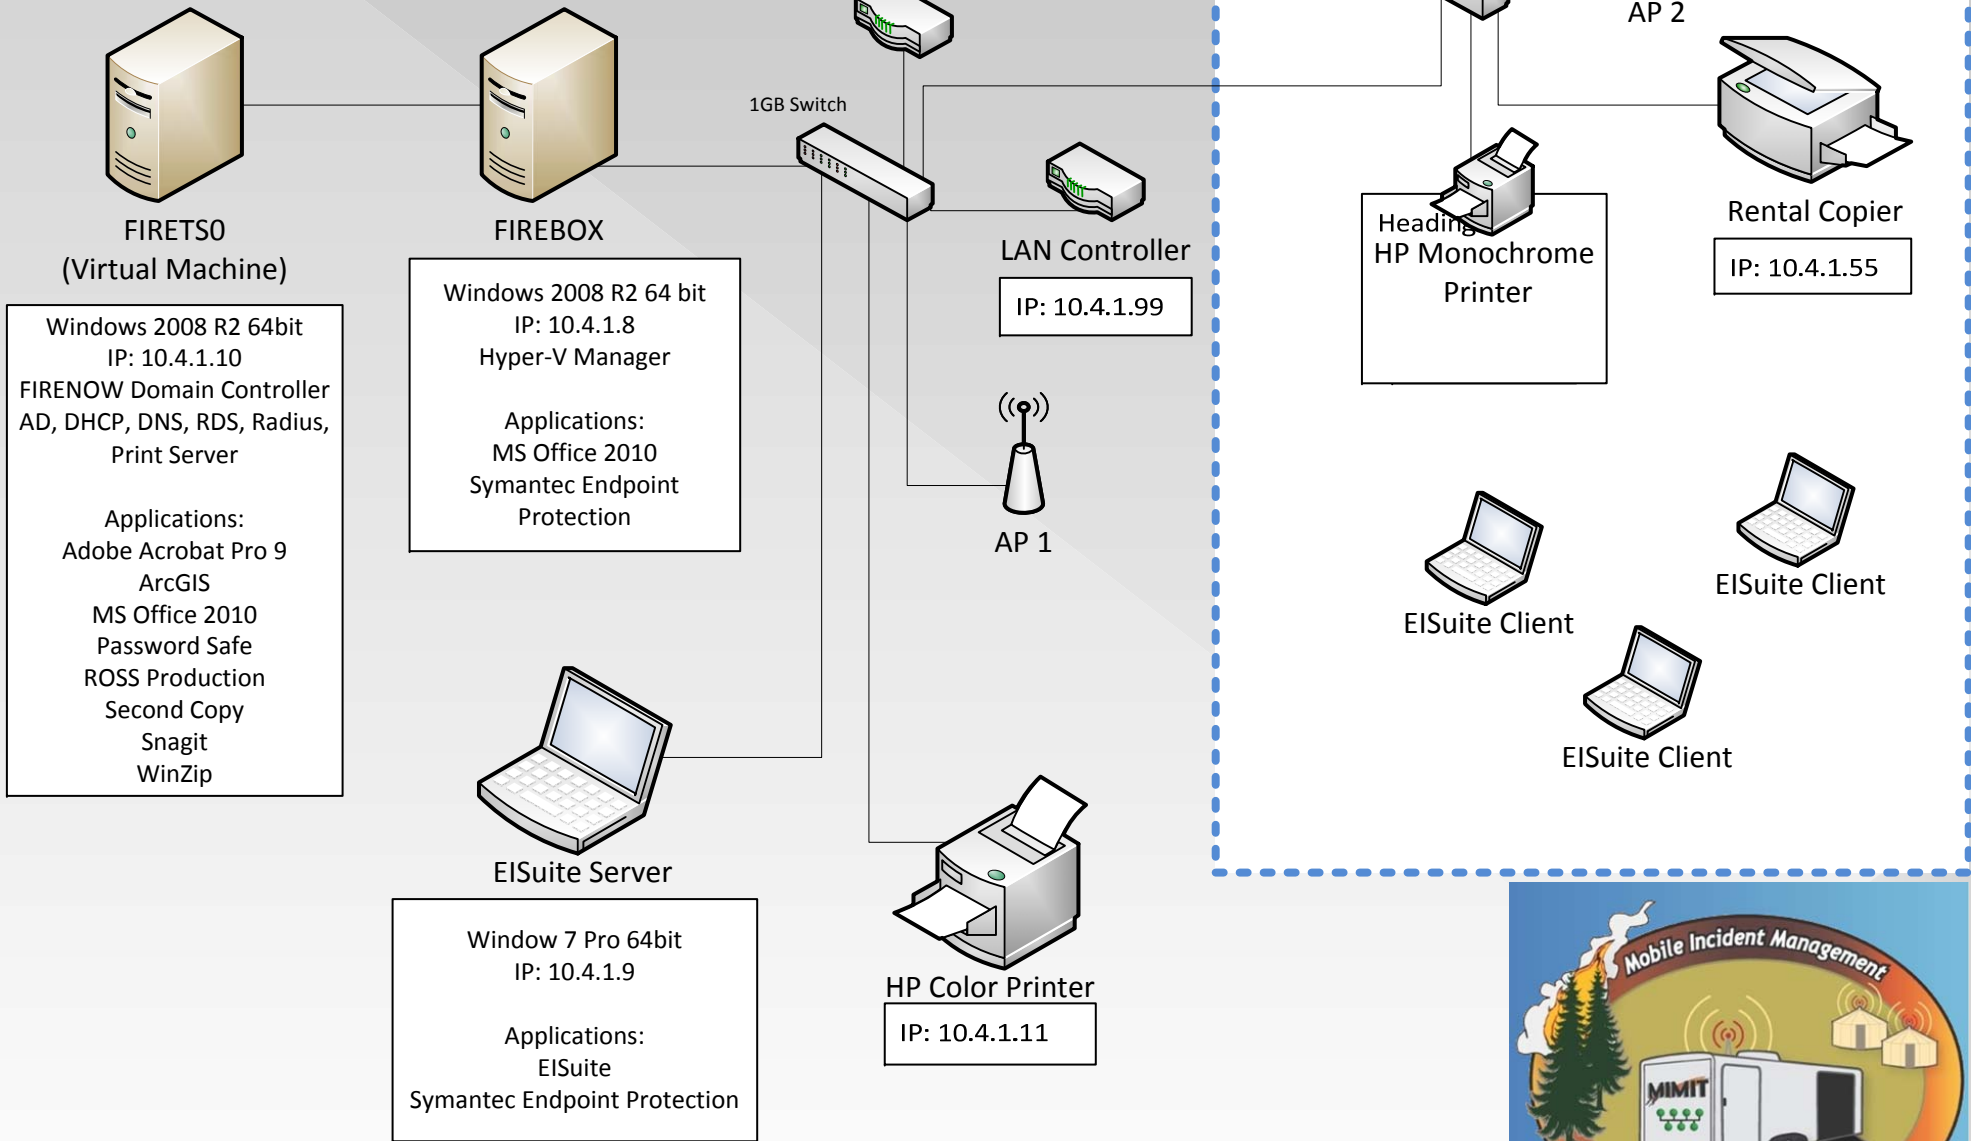 AP 2
1GB Switch
FIRETS0
(Virtual Machine)
Windows 2008 R2 64bit
IP: 10.4.1.10
FIRENOW Domain Controller
AD, DHCP, DNS, RDS, Radius,
Print Server
Applications:
Adobe Acrobat Pro 9
ArcGIS
MS Office 2010
Password Safe
ROSS Production
Second Copy
Snagit
WinZip
FIREBOX
Windows 2008 R2 64 bit
IP: 10.4.1.8
Hyper-V Manager
Applications:
MS Office 2010
Symantec Endpoint
Protection
LAN Controller
IP: 10.4.1.99
AP 1
EISuite Server
Window 7 Pro 64bit
IP: 10.4.1.9
Applications:
EISuite
Symantec Endpoint Protection
HP Color Printer
IP: 10.4.1.11
Heading
HP Monochrome
Printer
Rental Copier
IP: 10.4.1.55
EISuite Client
EISuite Client
EISuite Client
Mobile Incident Management
MIMIT